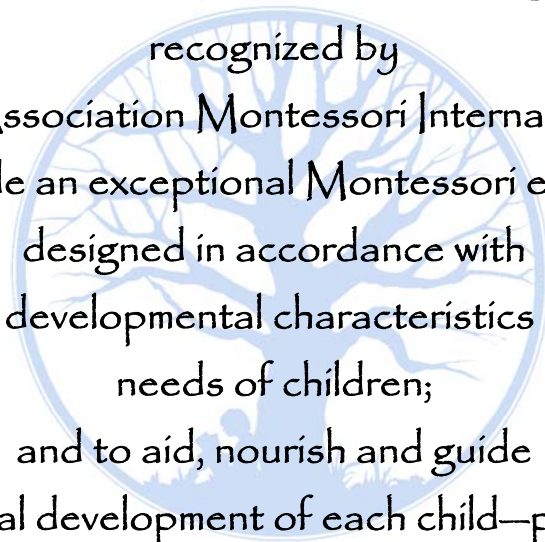 recognized by
ssociation Montessori Interna
e an exceptional Montessori e
designed in accordance with
developmental characteristics
needs of children;
and to aid, nourish and guide
al development of each child—p